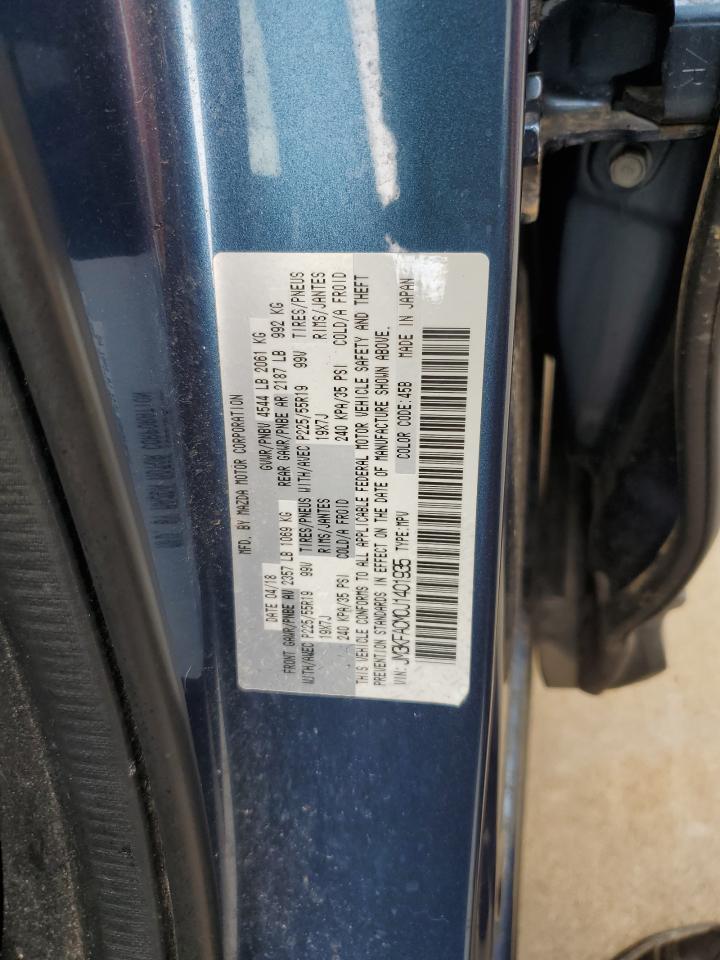 MFD. BY MAZDA MOTOR CORPORATION
DATE 04/18 GVWR/PNBV 4544 LB 2061 KG
FRONT GAWR/PNBE AV 2357 LB 1069 KG REAR GAWR/PNBE AR 2187 LB 992 KG
WITH/AVEC P225/55R19 99V TIRES/PNEUS WITH/AVEC P225/55R19 99V TIRES/PNEUS
19X7J RIMS/JANTES 19X7J RIMS/JANTES
240 KPA/35 PSI COLD/A FROID 240 KPA/35 PSI COLD/A FROID
THIS VEHICLE CONFORMS TO ALL APPLICABLE FEDERAL MOTOR VEHICLE SAFETY AND THEFT
PREVENTION STANDARDS IN EFFECT ON THE DATE OF MANUFACTURE SHOWN ABOVE.
VIN: JM3KFACM0J1401935 TYPE:MPV COLOR CODE:45B MADE IN JAPAN